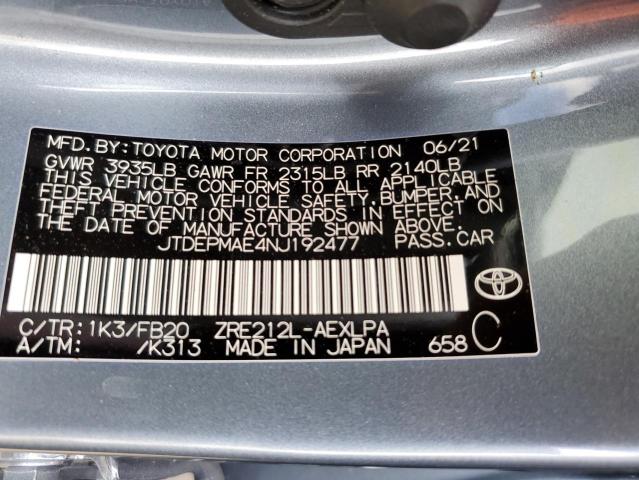 MFD.BY: TOYOTA MOTOR CORPORATION 06/21
GVWR 3935LB GAWR FR 2315LB RR 2140LB
THIS VEHICLE CONFORMS TO ALL APPLICABLE
FEDERAL MOTOR VEHICLE SAFETY,BUMPER,AND
THEFT PREVENTION STANDARDS IN EFFECT ON
THE DATE OF MANUFACTURE SHOWN ABOVE.
JTDEPMAE4NJ192477 PASS.CAR
C/TR:1K3/FB20 ZRE212L-AEXLPA
A/TM: /K313 MADE IN JAPAN 658 C